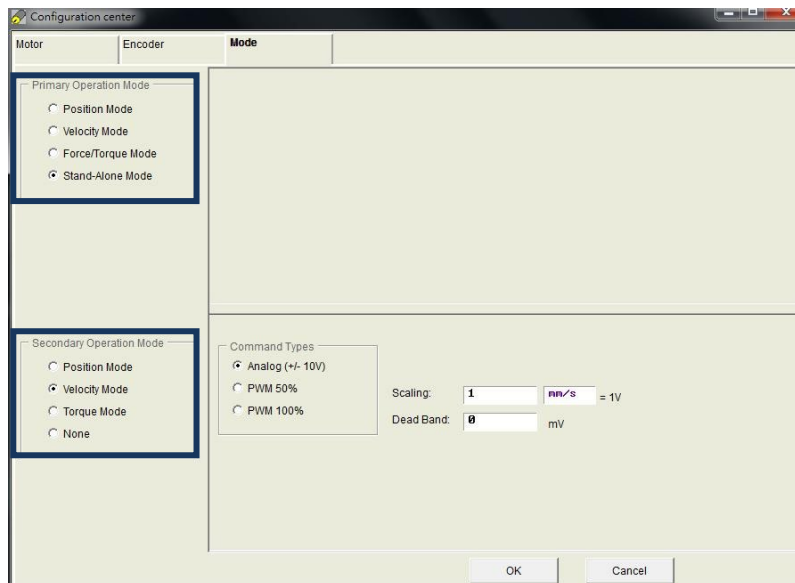 Configuration center
Motor Encoder Mode
Primary Operation Mode
Position Mode
Velocity Mode
Force/Torque Mode
Stand-Alone Mode
Secondary Operation Mode
Position Mode
Velocity Mode
Torque Mode
None
Command Types
Analog (+/- 10V)
PWM 50%
PWM 100%
Scaling: 1 mm/s = 1V
Dead Band: 0 mV
OK Cancel